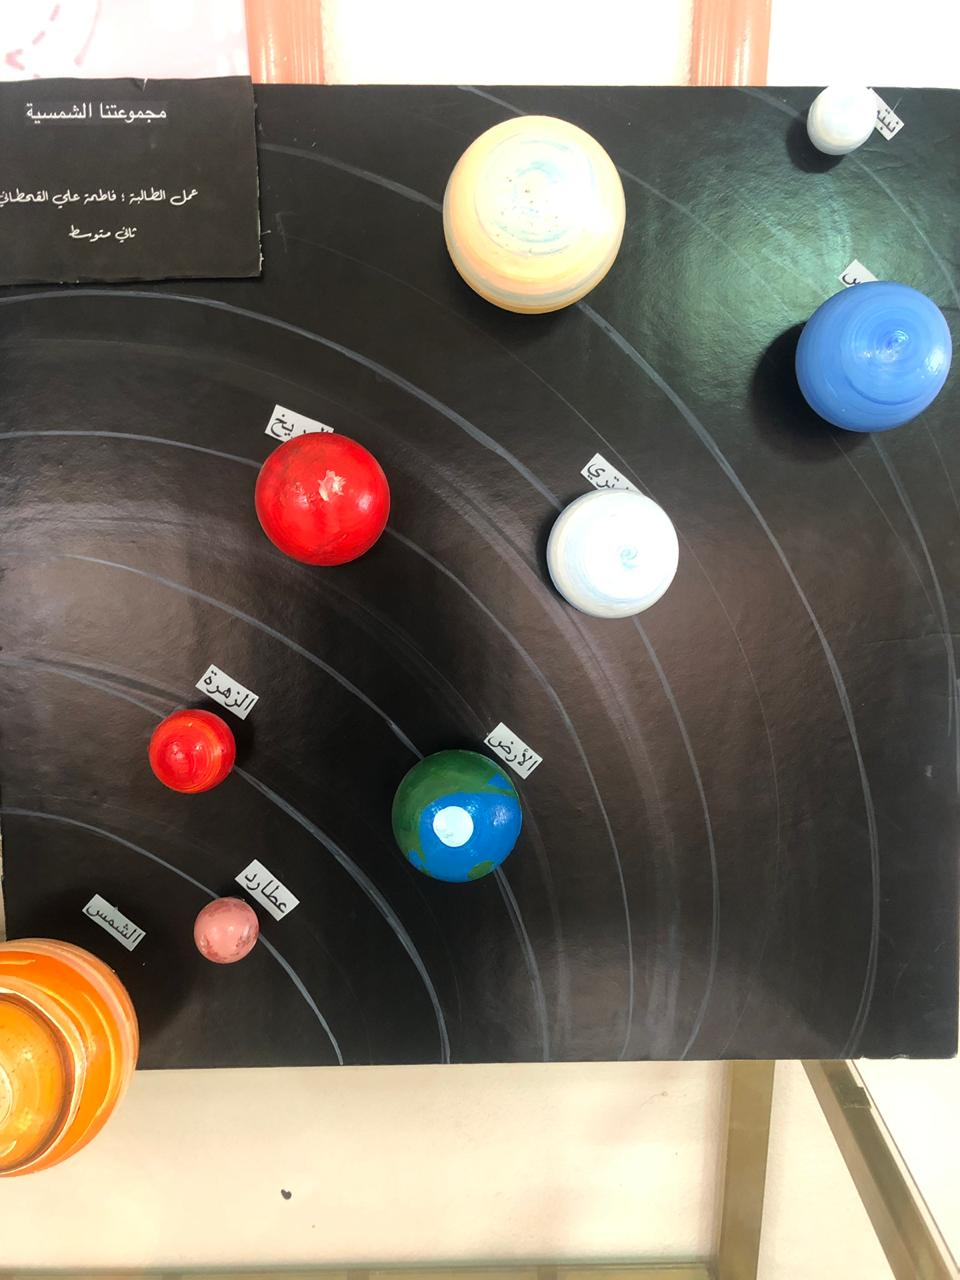 مجموعتنا الشمسية
عمل الطالبة : فاطمة علي القحطاني
ثاني متوسط
الزهرة
الأرض
عطارد
الشمس